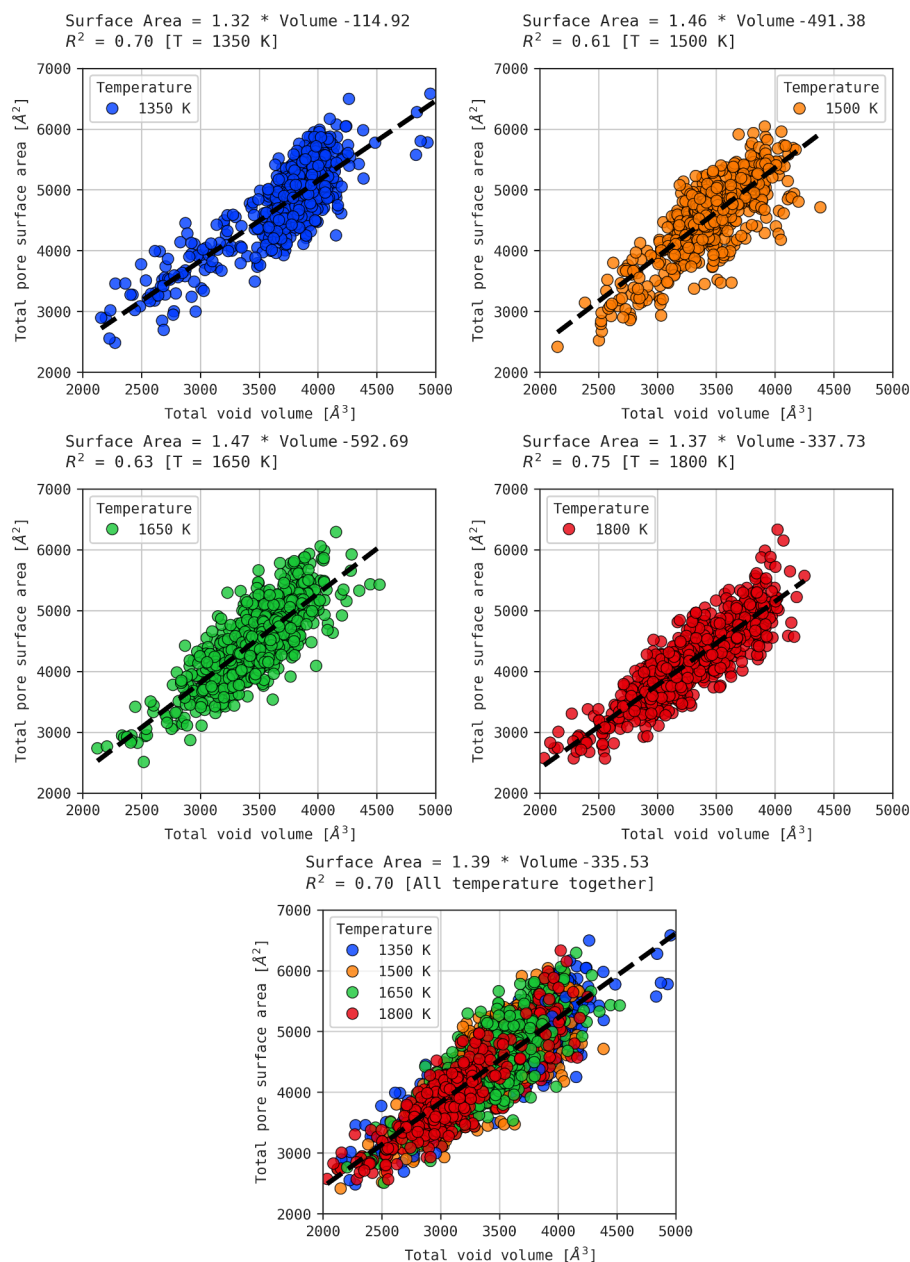 Surface Area = 1.32 * Volume -114.92
R² = 0.70 [T = 1350 K]
Surface Area = 1.46 * Volume -491.38
R² = 0.61 [T = 1500 K]
7000
6000
5000
4000
3000
2000
Total pore surface area [Å²]
Temperature
1350 K
2000 2500 3000 3500 4000 4500 5000
Total void volume [Å³]
7000
6000
5000
4000
3000
2000
Total pore surface area [Å²]
Temperature
1500 K
2000 2500 3000 3500 4000 4500 5000
Total void volume [Å³]
Surface Area = 1.47 * Volume -592.69
R² = 0.63 [T = 1650 K]
Surface Area = 1.37 * Volume -337.73
R² = 0.75 [T = 1800 K]
7000
6000
5000
4000
3000
2000
Total pore surface area [Å²]
Temperature
1650 K
2000 2500 3000 3500 4000 4500 5000
Total void volume [Å³]
7000
6000
5000
4000
3000
2000
Total pore surface area [Å²]
Temperature
1800 K
2000 2500 3000 3500 4000 4500 5000
Total void volume [Å³]
Surface Area = 1.39 * Volume -335.53
R² = 0.70 [All temperature together]
7000
6000
5000
4000
3000
2000
Total pore surface area [Å²]
Temperature
1350 K
1500 K
1650 K
1800 K
2000 2500 3000 3500 4000 4500 5000
Total void volume [Å³]